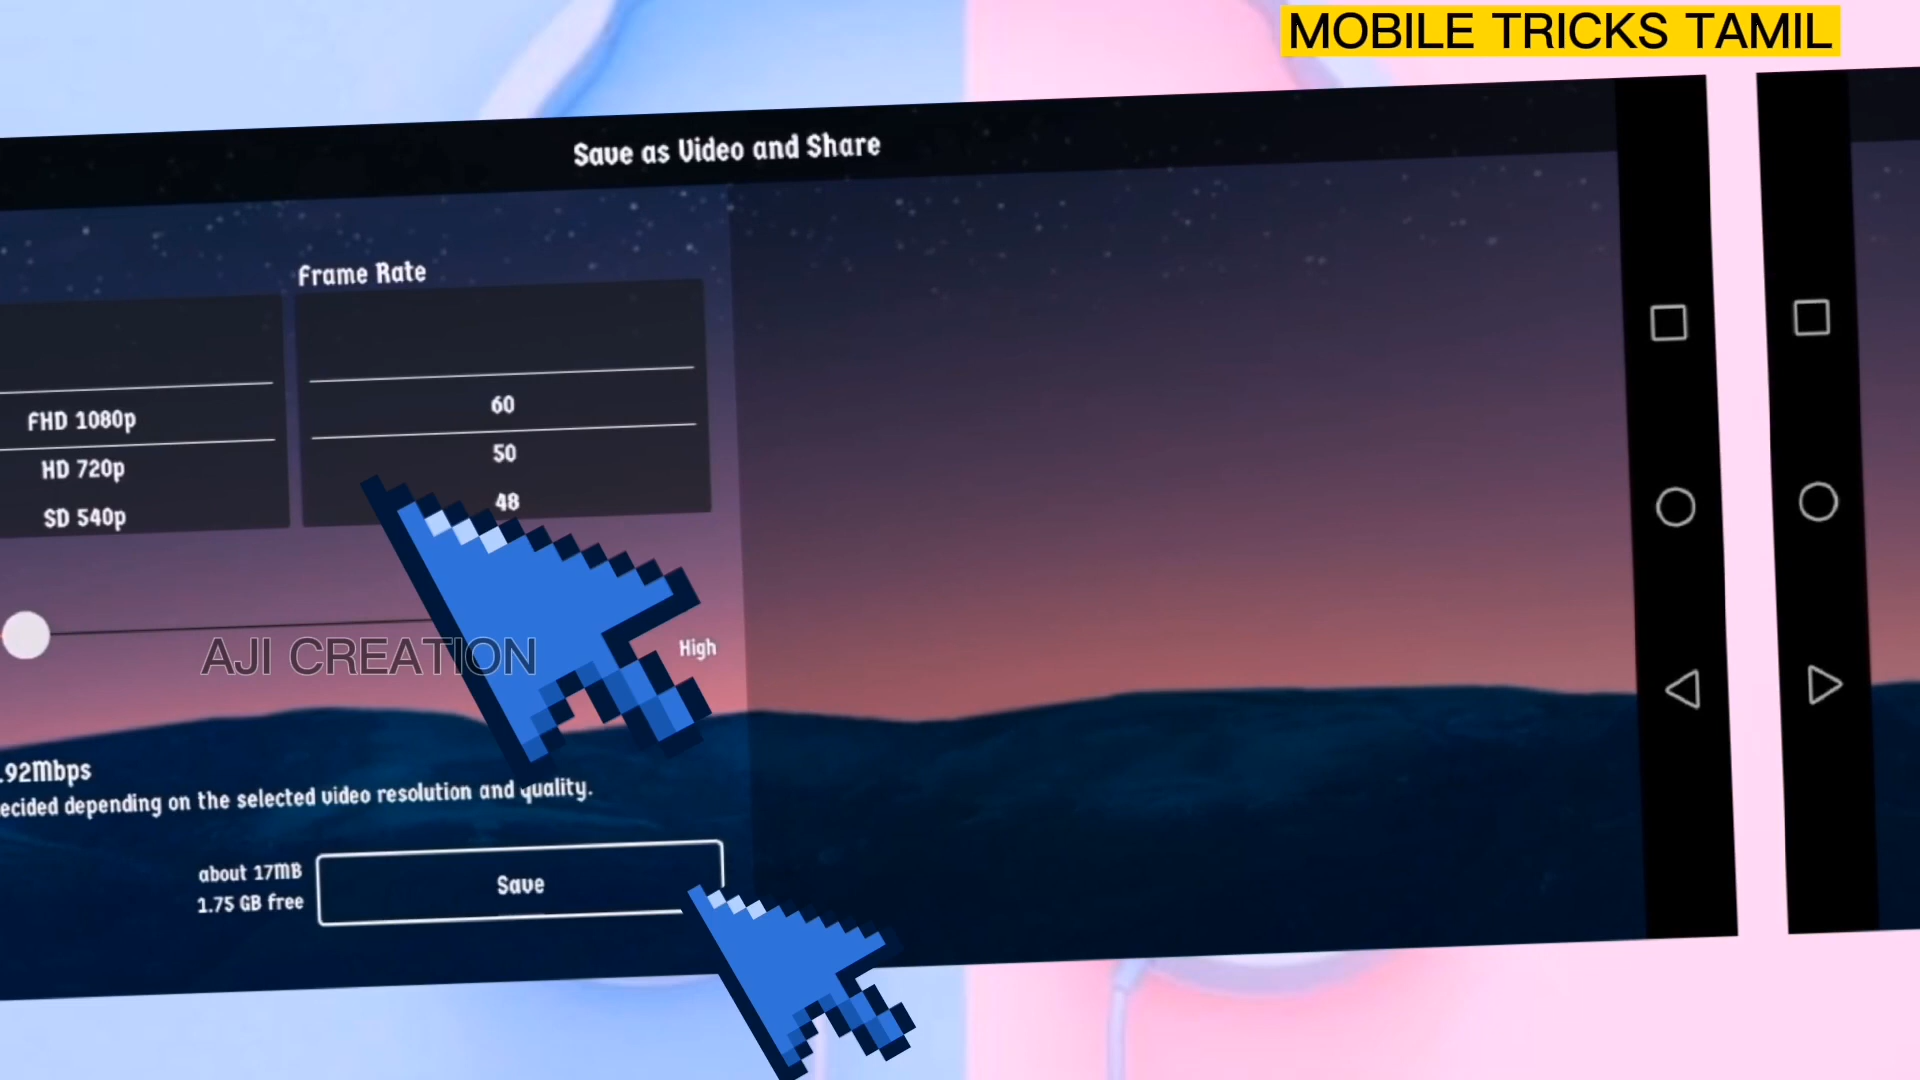 MOBILE TRICKS TAMIL
Save as Video and Share
Frame Rate
FHD 1080p
HD 720p
SD 540p
60
50
48
AJI CREATION
High
.92Mbps
ecided depending on the selected video resolution and quality.
about 17MB
1.75 GB free
Save